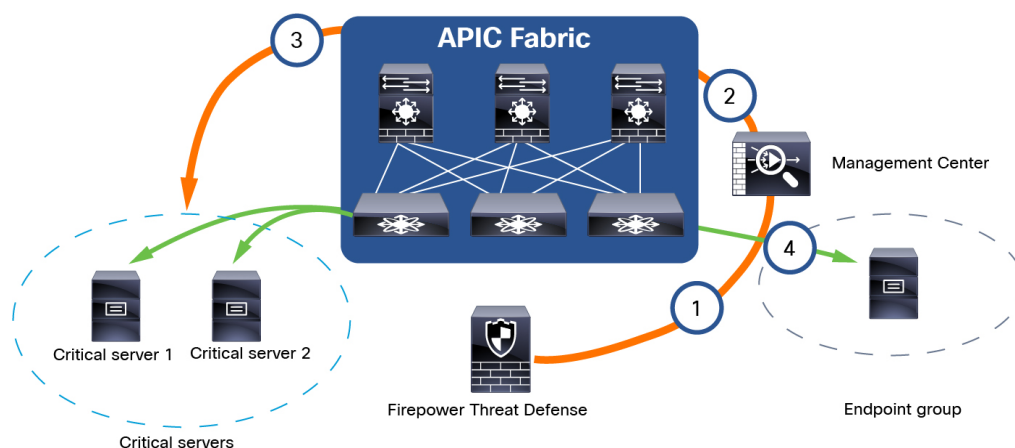 APIC Fabric
3
2
Management Center
4
1
Critical server 1
Critical server 2
Firepower Threat Defense
Endpoint group
Critical servers